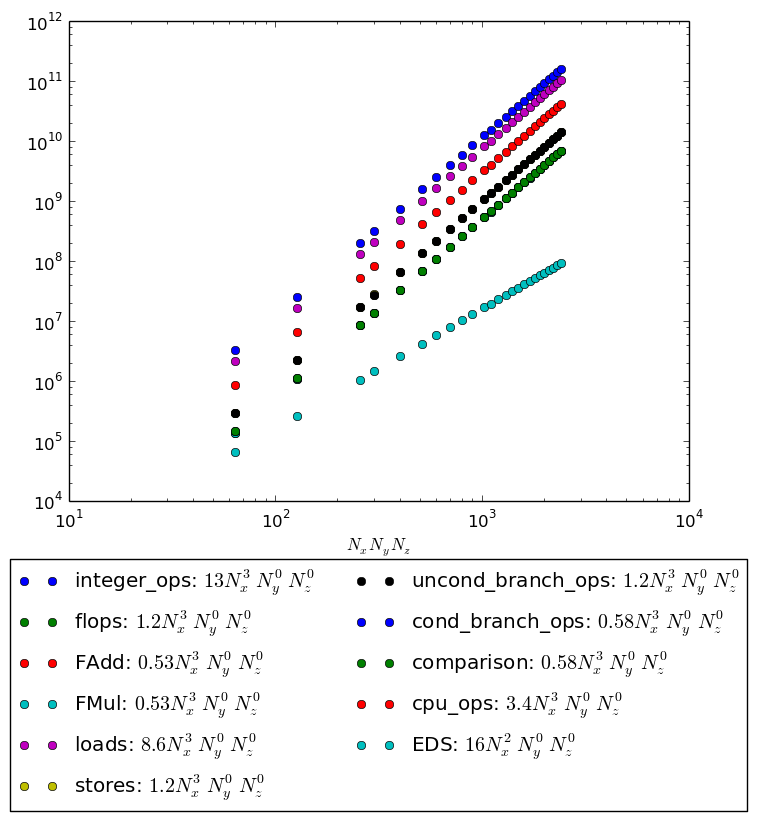 10^12
10^11
10^10
10^9
10^8
10^7
10^6
10^5
10^4
10^1 10^2 10^3 10^4
N_x N_y N_z
integer_ops: 13N_x^3 N_y^0 N_z^0
flops: 1.2N_x^3 N_y^0 N_z^0
FAdd: 0.53N_x^3 N_y^0 N_z^0
FMul: 0.53N_x^3 N_y^0 N_z^0
loads: 8.6N_x^3 N_y^0 N_z^0
stores: 1.2N_x^3 N_y^0 N_z^0
uncond_branch_ops: 1.2N_x^3 N_y^0 N_z^0
cond_branch_ops: 0.58N_x^3 N_y^0 N_z^0
comparison: 0.58N_x^3 N_y^0 N_z^0
cpu_ops: 3.4N_x^3 N_y^0 N_z^0
EDS: 16N_x^2 N_y^0 N_z^0